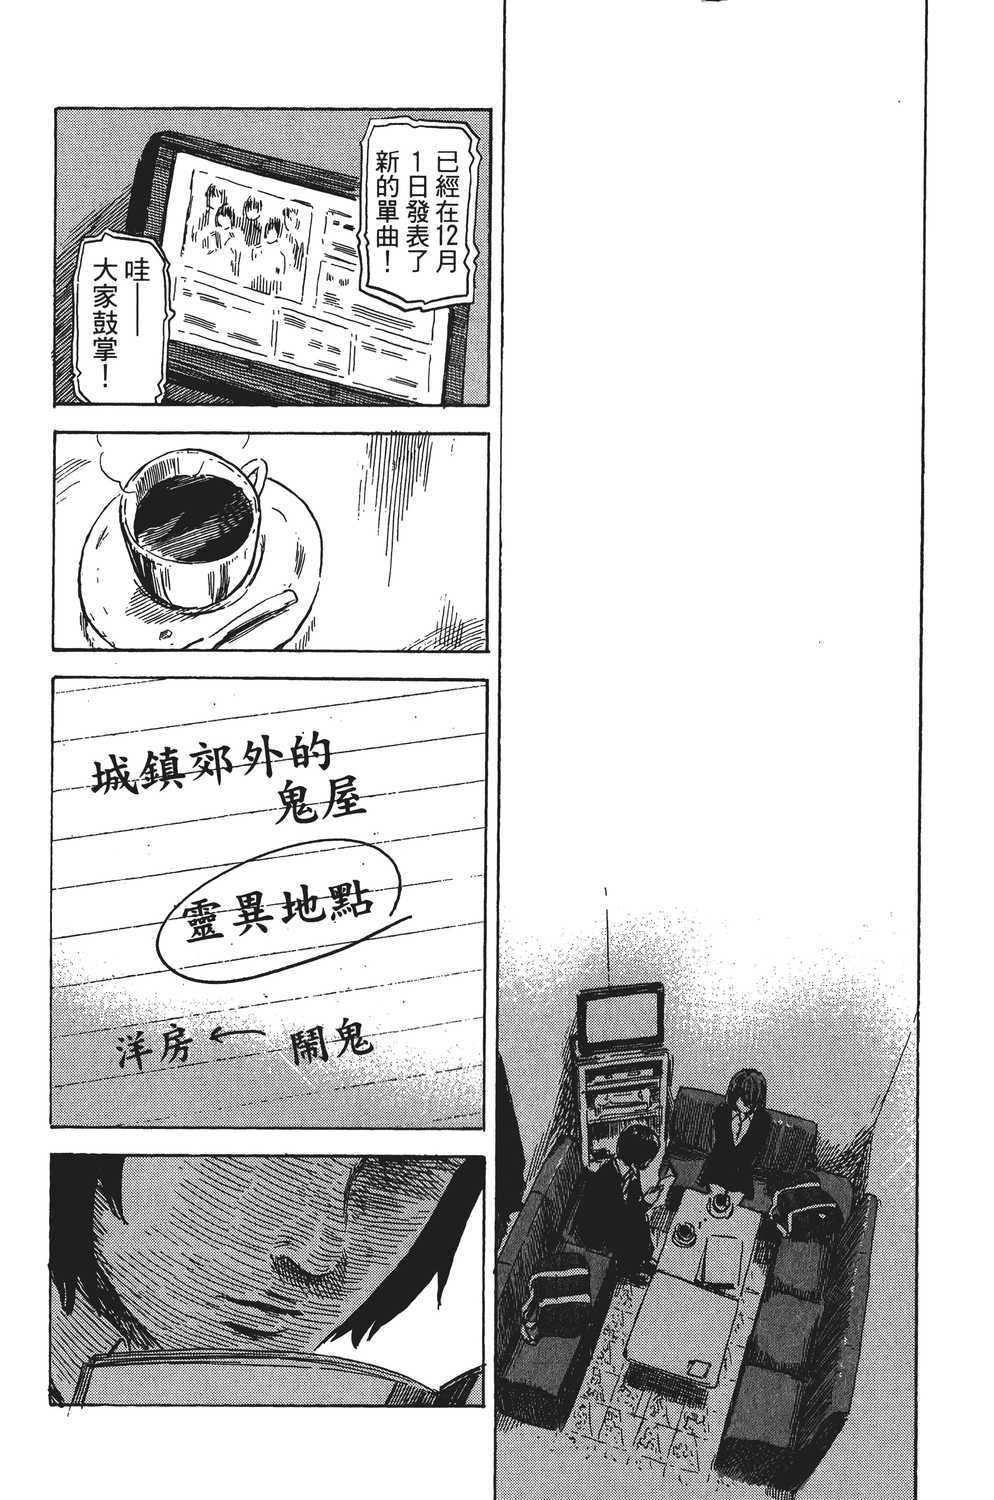 已經在12月
1日發表了
新的單曲！
哇——
大家鼓掌！
城鎮郊外的
鬼屋
靈異地點
鬧鬼
洋房←